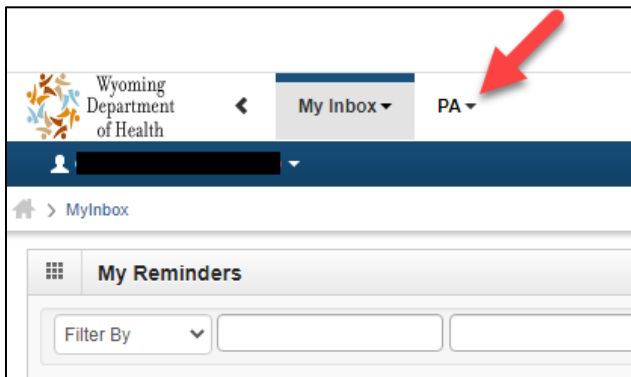 Wyoming
Department
of Health
My Inbox
PA
> MyInbox
My Reminders
Filter By